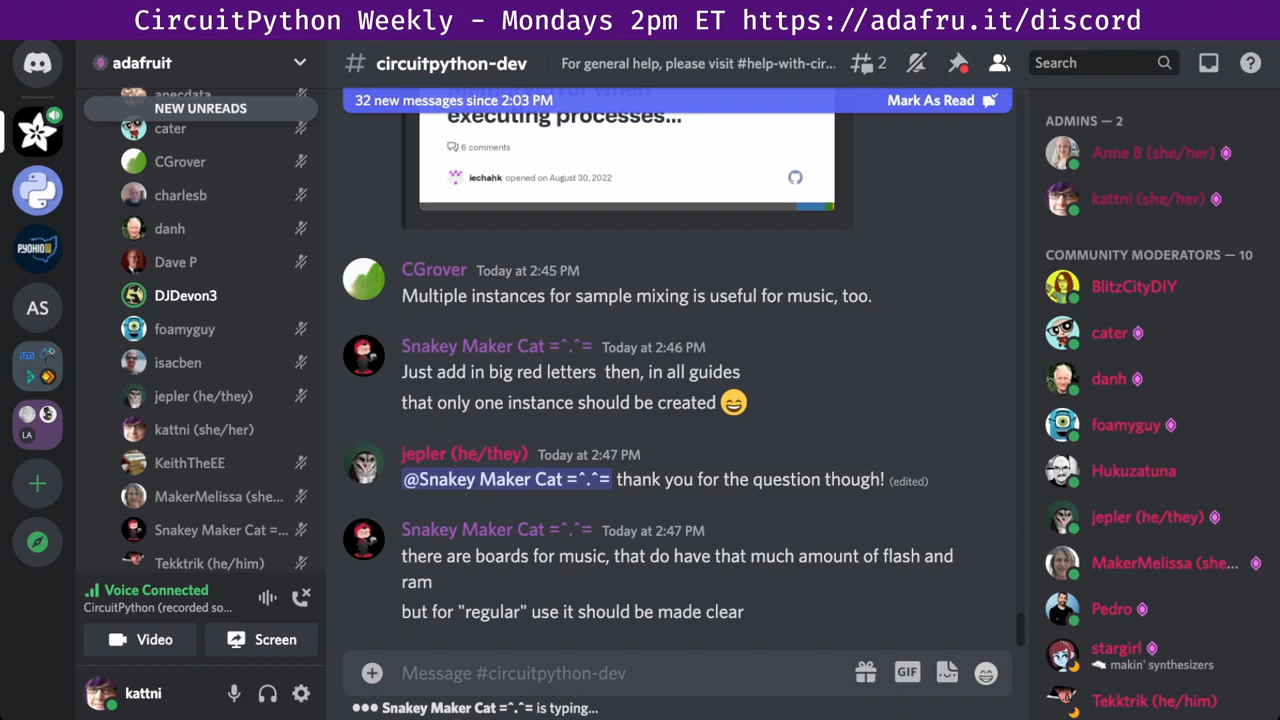 CircuitPython Weekly - Mondays 2pm ET https://adafru.it/discord
adafruit
anecdata
NEW UNREADS
cater
CGrover
charlesb
danh
Dave P
DJDevon3
foamyguy
isacben
jepler (he/they)
kattni (she/her)
KeithTheEE
MakerMelissa (she...
Snakey Maker Cat =...
Tekktrik (he/him)
Voice Connected
CircuitPython (recorded so...
Video
Screen
kattni
PYOHIO
AS
LA
circuitpython-dev
For general help, please visit #help-with-cir...
2
Search
32 new messages since 2:03 PM
Mark As Read
executing processes...
6 comments
iechahk opened on August 30, 2022
CGrover Today at 2:45 PM
Multiple instances for sample mixing is useful for music, too.
Snakey Maker Cat =^.^= Today at 2:46 PM
Just add in big red letters then, in all guides
that only one instance should be created
jepler (he/they) Today at 2:47 PM
@Snakey Maker Cat =^.^= thank you for the question though! (edited)
Snakey Maker Cat =^.^= Today at 2:47 PM
there are boards for music, that do have that much amount of flash and
ram
but for "regular" use it should be made clear
Message #circuitpython-dev
GIF
Snakey Maker Cat =^.^= is typing...
ADMINS — 2
Anne B (she/her)
kattni (she/her)
COMMUNITY MODERATORS — 10
BlitzCityDIY
cater
danh
foamyguy
Hukuzatuna
jepler (he/they)
MakerMelissa (she...
Pedro
stargirl
makin' synthesizers
Tekktrik (he/him)